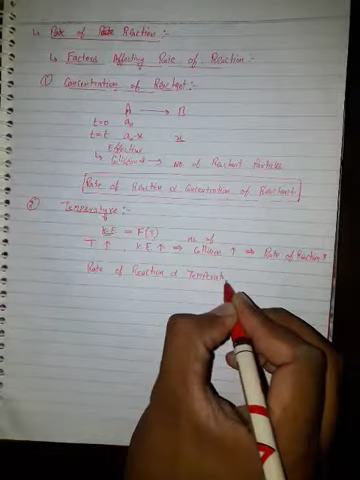 ↳ Rate of Rate Reaction :-
↳ Factors Affecting Rate of Reaction :-
① Concentration of Reactant :-
A ⟶ B
t=0 a₀
t=t a₀-x x
Effective
↳ Collision → no of Reactant Particles
[Rate of Reaction α Concentration of Reactant]
② Temperature :-
K.E = F(T)
T ↑ K.E ↑ ⇒ no. of Collision ↑ ⇒ Rate of Reaction ↑
Rate of Reaction α Temperat